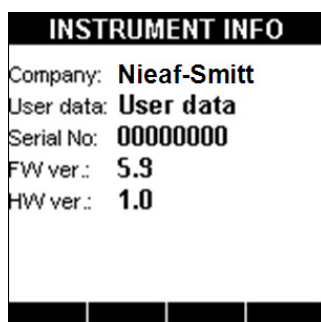 INSTRUMENT INFO
Company: Nieaf-Smitt
User data: User data
Serial No: 00000000
FW ver.: 5.9
HW ver.: 1.0